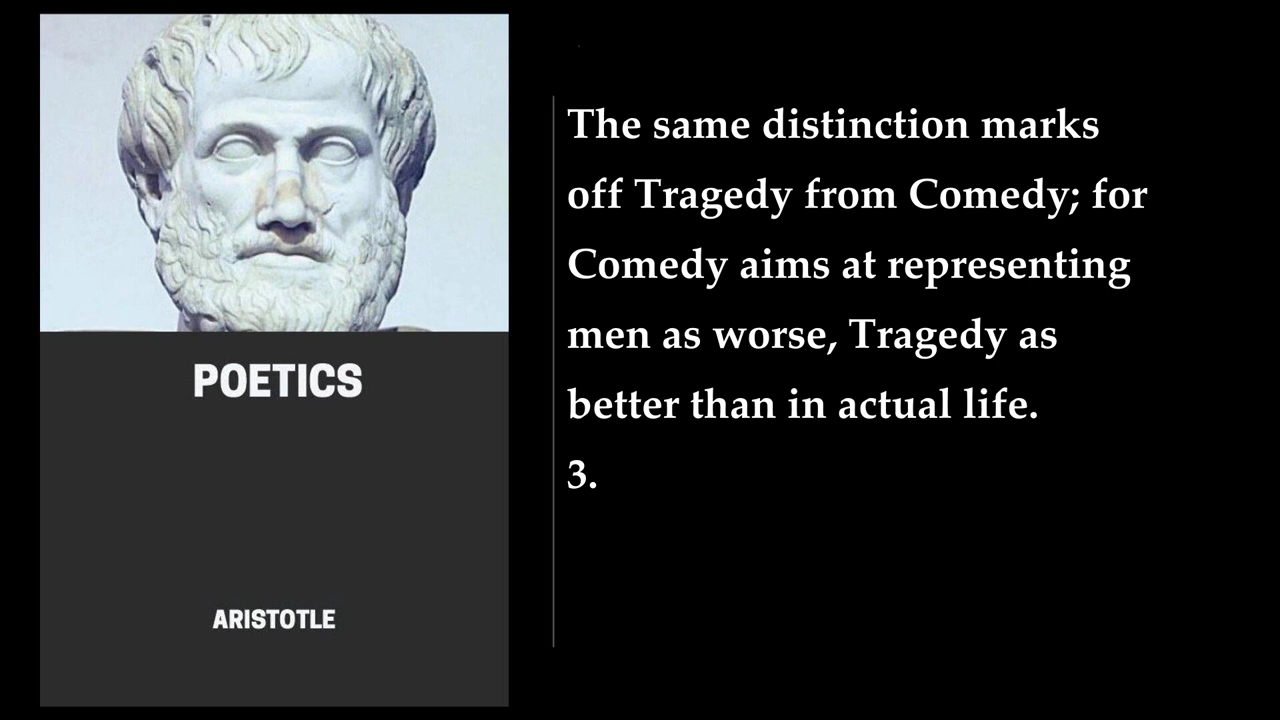 POETICS
ARISTOTLE
The same distinction marks
off Tragedy from Comedy; for
Comedy aims at representing
men as worse, Tragedy as
better than in actual life.
3.